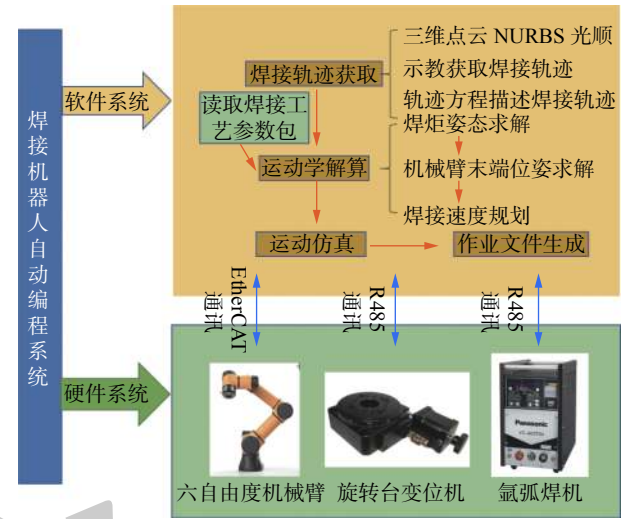 焊接机器人自动编程系统
软件系统
硬件系统
焊接轨迹获取
三维点云 NURBS 光顺
示教获取焊接轨迹
轨迹方程描述焊接轨迹
读取焊接工
艺参数包
运动学解算
焊炬姿态求解
机械臂末端位姿求解
焊接速度规划
运动仿真
作业文件生成
EtherCAT
通讯
R485
通讯
R485
通讯
Panasonic
六自由度机械臂
旋转台变位机
氩弧焊机